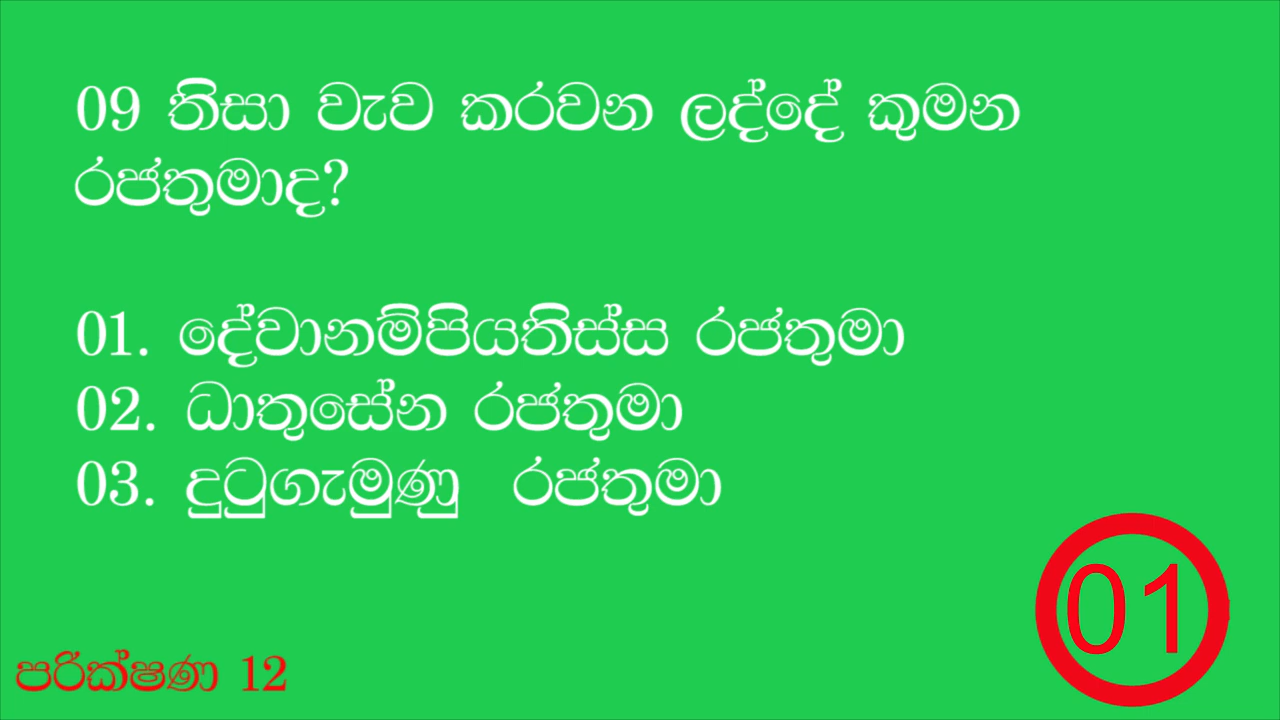 09 තිසා වැව කරවන ලද්දේ කුමන
රජතුමාද?
01. දේවානම්පියතිස්ස රජතුමා
02. ධාතුසේන රජතුමා
03. දුටුගැමුණු රජතුමා
01
පරික්ෂණ 12